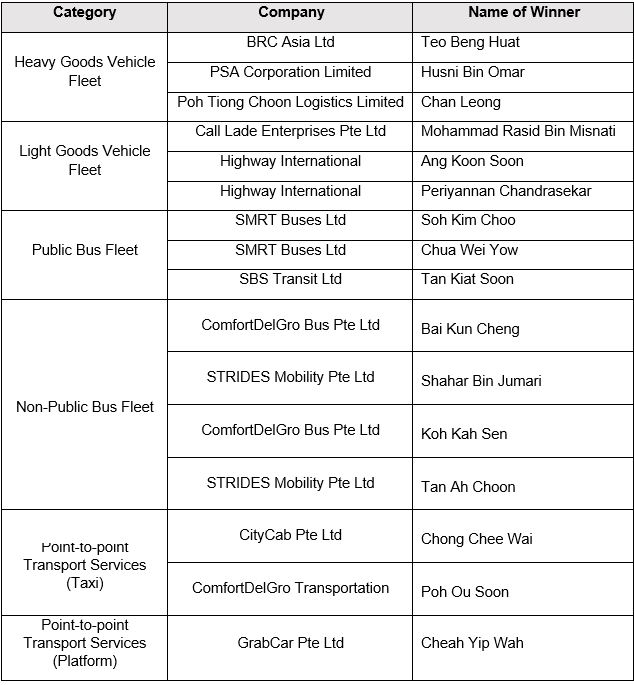 Category Company Name of Winner
Heavy Goods Vehicle
Fleet
BRC Asia Ltd Teo Beng Huat
PSA Corporation Limited Husni Bin Omar
Poh Tiong Choon Logistics Limited Chan Leong
Light Goods Vehicle
Fleet
Call Lade Enterprises Pte Ltd Mohammad Rasid Bin Misnati
Highway International Ang Koon Soon
Highway International Periyannan Chandrasekar
Public Bus Fleet
SMRT Buses Ltd Soh Kim Choo
SMRT Buses Ltd Chua Wei Yow
SBS Transit Ltd Tan Kiat Soon
Non-Public Bus Fleet
ComfortDelGro Bus Pte Ltd Bai Kun Cheng
STRIDES Mobility Pte Ltd Shahar Bin Jumari
ComfortDelGro Bus Pte Ltd Koh Kah Sen
STRIDES Mobility Pte Ltd Tan Ah Choon
Point-to-point
Transport Services
(Taxi)
CityCab Pte Ltd Chong Chee Wai
ComfortDelGro Transportation Poh Ou Soon
Point-to-point
Transport Services
(Platform)
GrabCar Pte Ltd Cheah Yip Wah